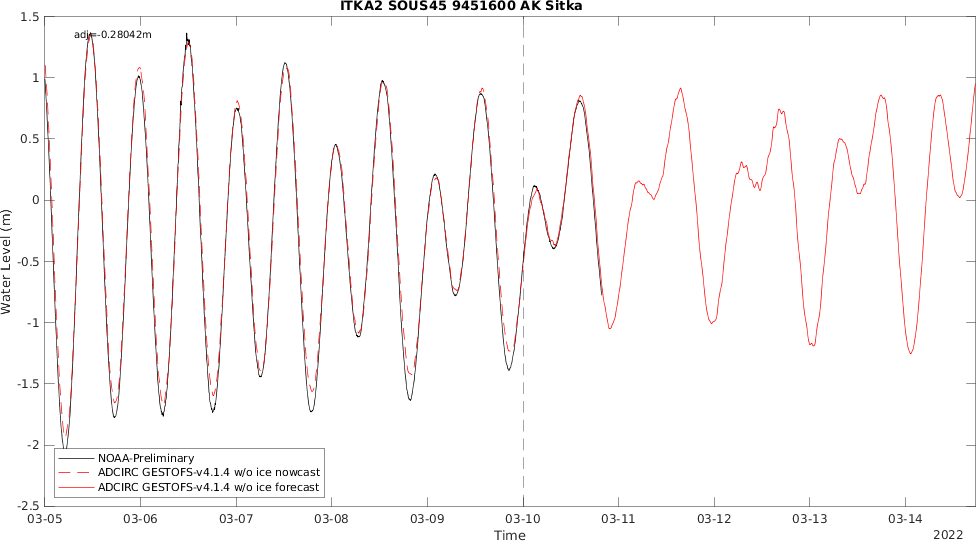 ITKA2 SOUS45 9451600 AK Sitka
adj=-0.28042m
1.5
1
0.5
0
-0.5
-1
-1.5
-2
-2.5
Water Level (m)
NOAA-Preliminary
ADCIRC GESTOFS-v4.1.4 w/o ice nowcast
ADCIRC GESTOFS-v4.1.4 w/o ice forecast
03-05 03-06 03-07 03-08 03-09 03-10 03-11 03-12 03-13 03-14
Time
2022